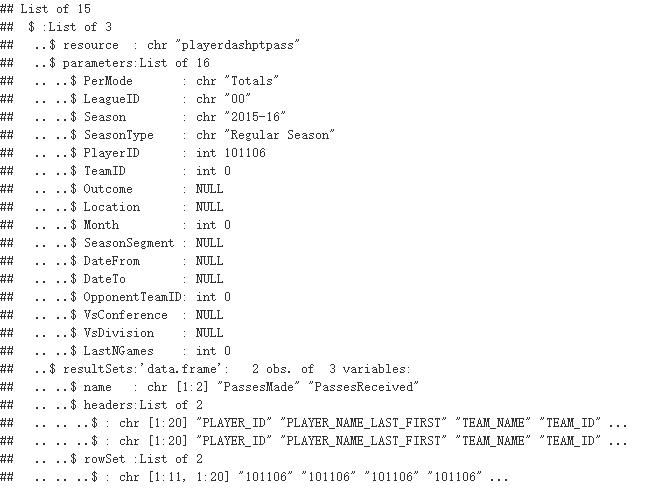 ## List of 15
##  $ :List of 3
##   ..$ resource  : chr "playerdashptpass"
##   ..$ parameters:List of 16
##   .. ..$ PerMode       : chr "Totals"
##   .. ..$ LeagueID      : chr "00"
##   .. ..$ Season        : chr "2015-16"
##   .. ..$ SeasonType    : chr "Regular Season"
##   .. ..$ PlayerID      : int 101106
##   .. ..$ TeamID        : int 0
##   .. ..$ Outcome       : NULL
##   .. ..$ Location      : NULL
##   .. ..$ Month         : int 0
##   .. ..$ SeasonSegment : NULL
##   .. ..$ DateFrom      : NULL
##   .. ..$ DateTo        : NULL
##   .. ..$ OpponentTeamID: int 0
##   .. ..$ VsConference  : NULL
##   .. ..$ VsDivision    : NULL
##   .. ..$ LastNGames    : int 0
##   ..$ resultSets:'data.frame':   2 obs. of  3 variables:
##   .. ..$ name   : chr [1:2] "PassesMade" "PassesReceived"
##   .. ..$ headers:List of 2
##   .. .. ..$ : chr [1:20] "PLAYER_ID" "PLAYER_NAME_LAST_FIRST" "TEAM_NAME" "TEAM_ID" ...
##   .. .. ..$ : chr [1:20] "PLAYER_ID" "PLAYER_NAME_LAST_FIRST" "TEAM_NAME" "TEAM_ID" ...
##   .. ..$ rowSet :List of 2
##   .. .. ..$ : chr [1:11, 1:20] "101106" "101106" "101106" "101106" ...